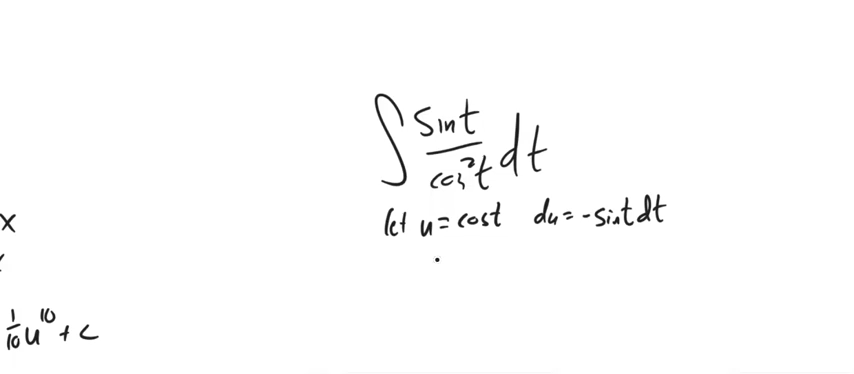 ∫ sint/cos²t dt
let u = cost du = -sint dt
x
1/10 u^10 + c